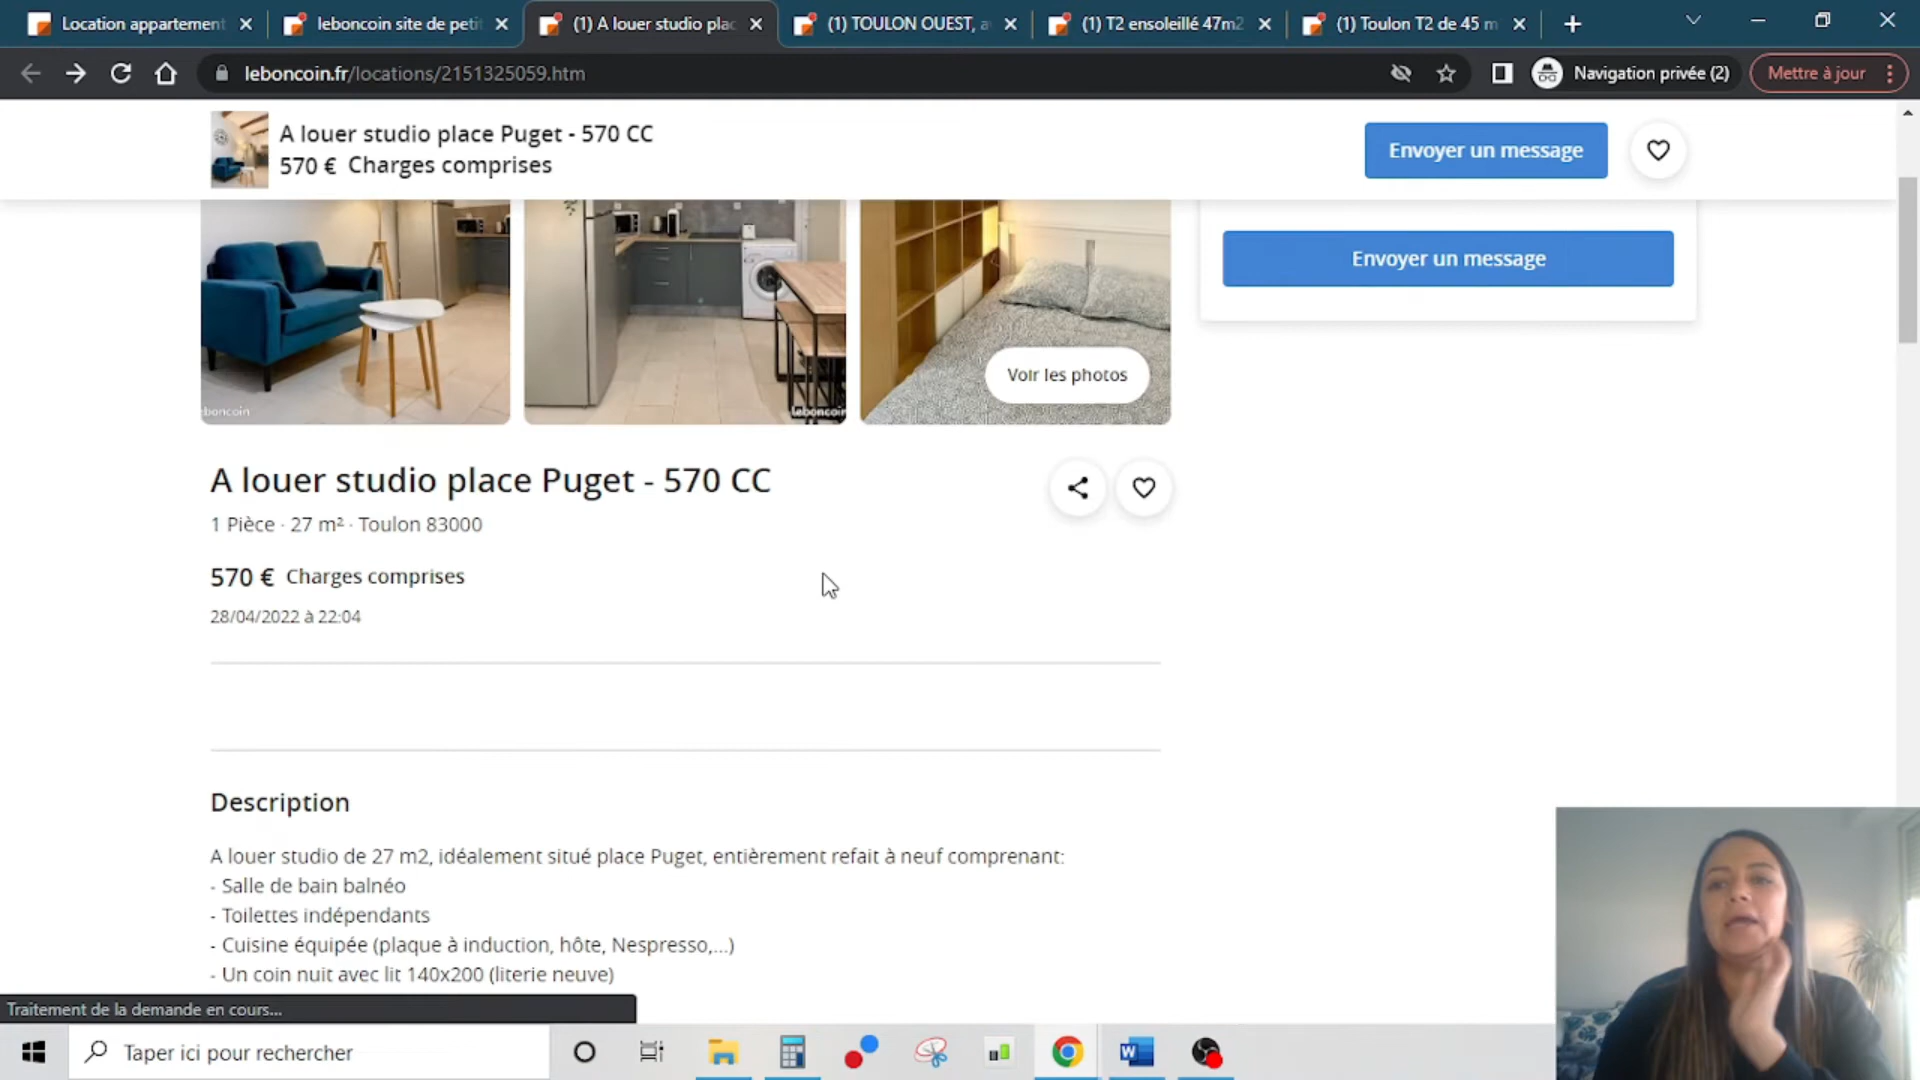 Location appartement
leboncoin site de petit
(1) A louer studio plac
(1) TOULON OUEST, a
(1) T2 ensoleillé 47m2
(1) Toulon T2 de 45 m
leboncoin.fr/locations/2151325059.htm
Navigation privée (2)
Mettre à jour
A louer studio place Puget - 570 CC
570 € Charges comprises
Envoyer un message
Envoyer un message
Voir les photos
eboncoin
leboncoin
A louer studio place Puget - 570 CC
1 Pièce · 27 m² · Toulon 83000
570 € Charges comprises
28/04/2022 à 22:04
Description
A louer studio de 27 m2, idéalement situé place Puget, entièrement refait à neuf comprenant:
- Salle de bain balnéo
- Toilettes indépendants
- Cuisine équipée (plaque à induction, hôte, Nespresso,...)
- Un coin nuit avec lit 140x200 (literie neuve)
Traitement de la demande en cours...
Taper ici pour rechercher